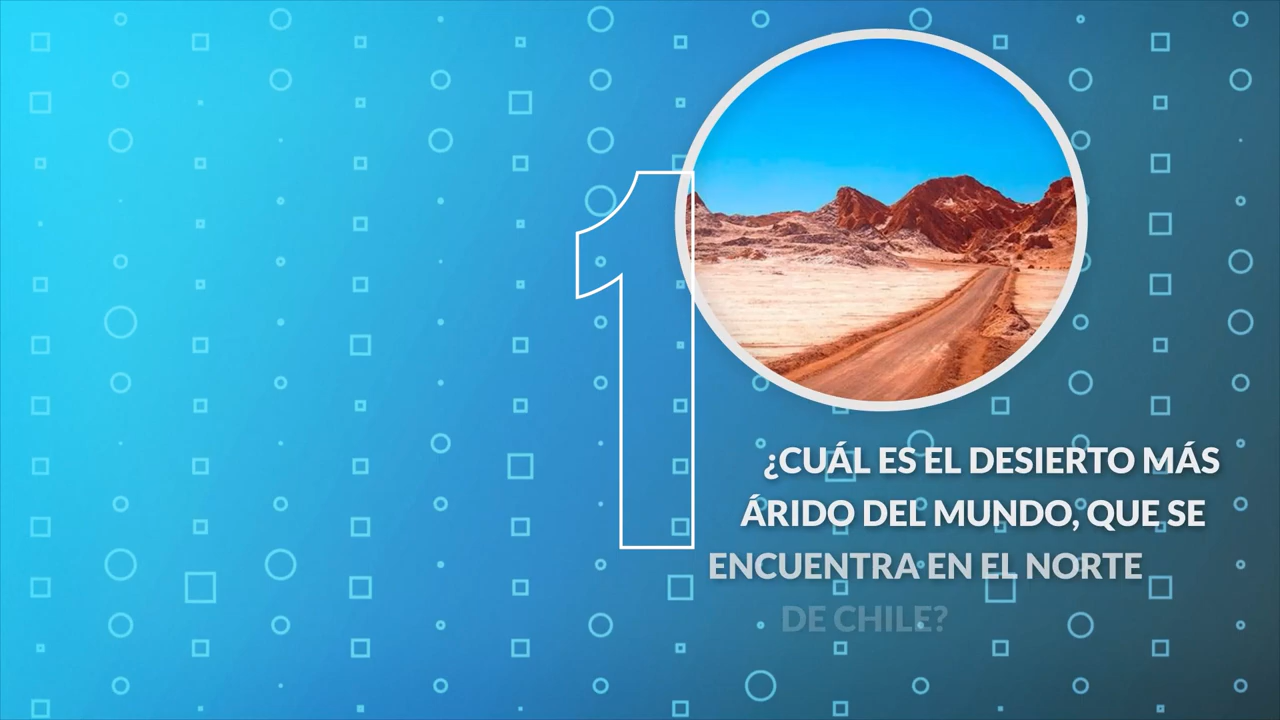 1
¿CUÁL ES EL DESIERTO MÁS
ÁRIDO DEL MUNDO, QUE SE
ENCUENTRA EN EL NORTE
DE CHILE?